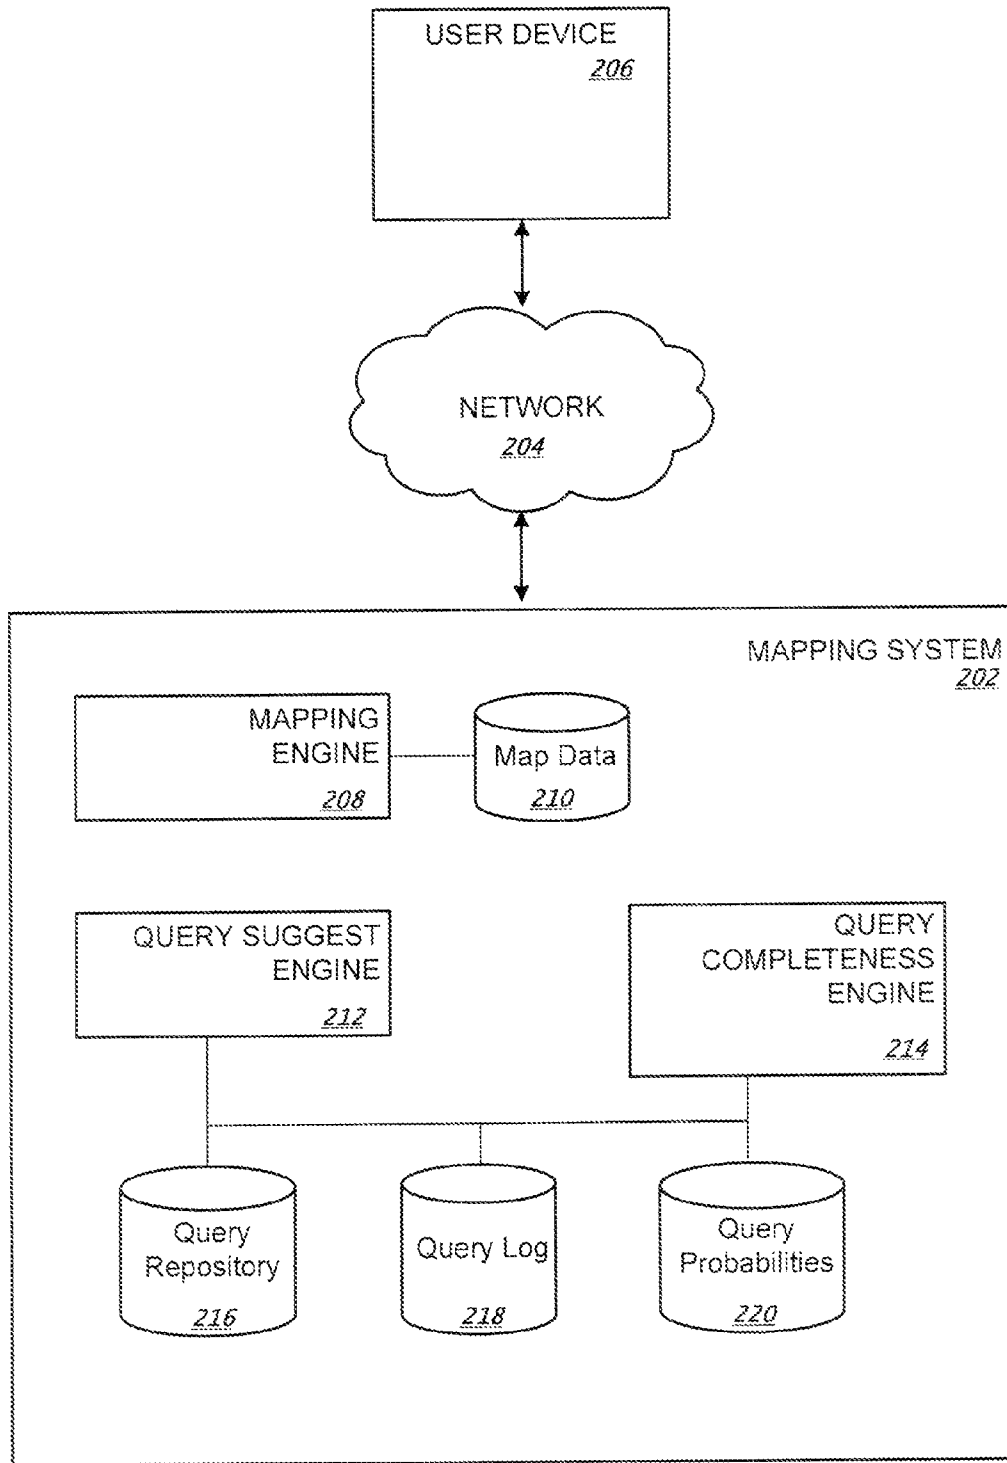 USER DEVICE
206
NETWORK
204
MAPPING SYSTEM
202
MAPPING
ENGINE
208
Map Data
210
QUERY SUGGEST
ENGINE
212
QUERY
COMPLETENESS
ENGINE
214
Query
Repository
216
Query Log
218
Query
Probabilities
220